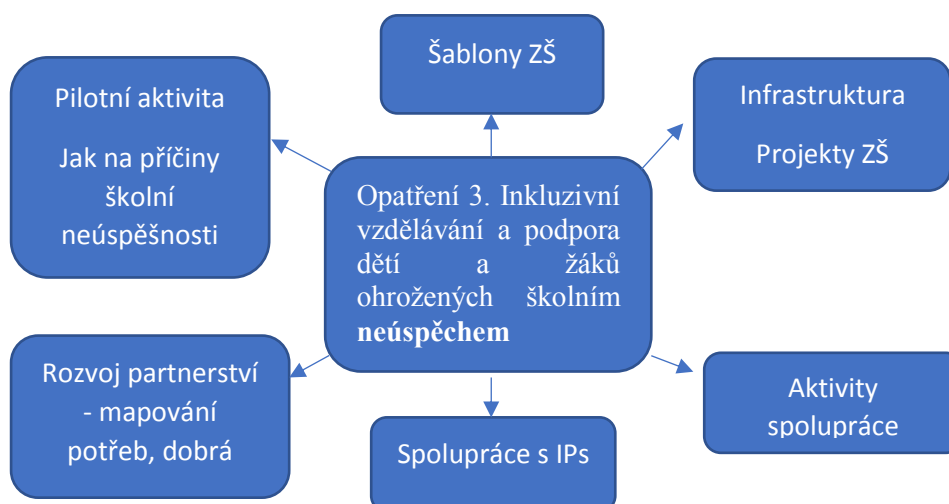 Šablony ZŠ
Pilotní aktivita
Jak na příčiny
školní
neúspěšnosti
Infrastruktura
Projekty ZŠ
Opatření 3. Inkluzivní
vzdělávání a podpora
dětí a žáků
ohrožených školním
neúspěchem
Rozvoj partnerství
- mapování
potřeb, dobrá
Spolupráce s IPs
Aktivity
spolupráce